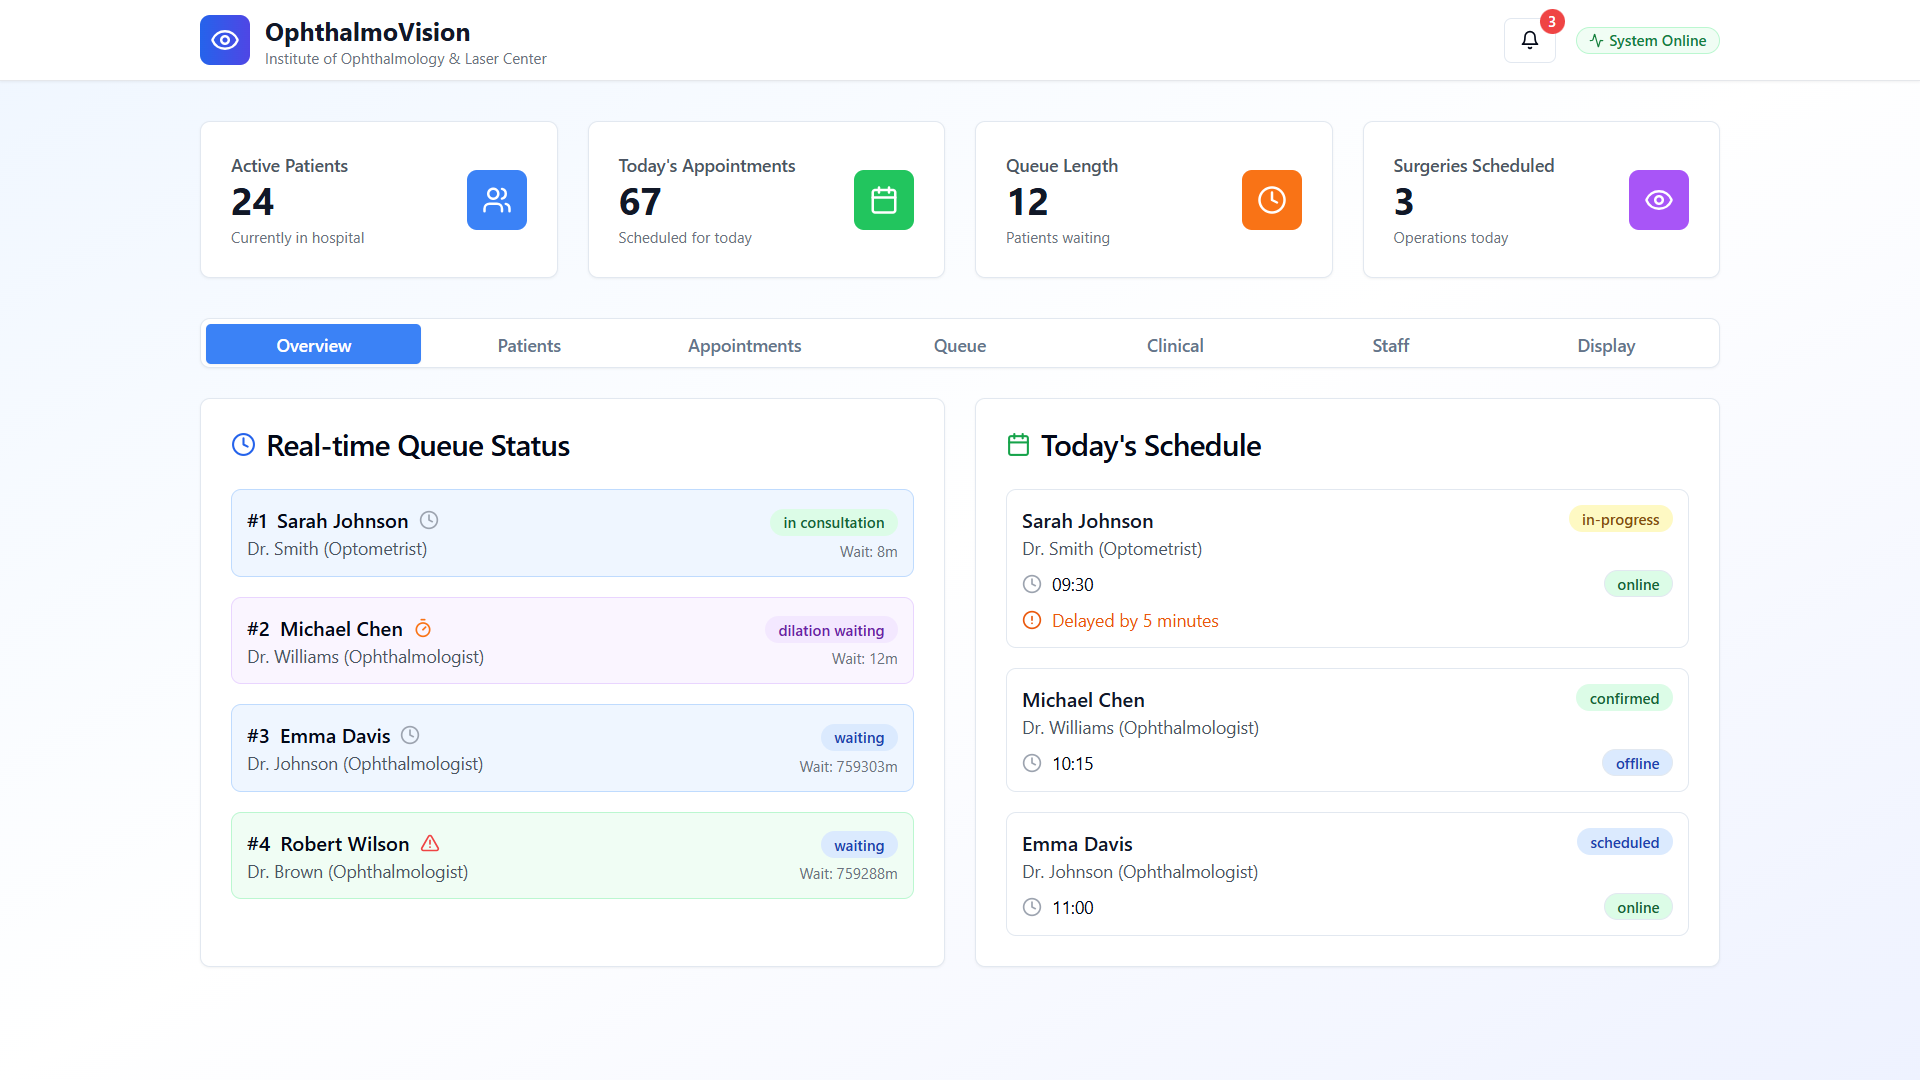 OphthalmoVision
Institute of Ophthalmology & Laser Center
3
System Online
Active Patients
24
Currently in hospital
Today's Appointments
67
Scheduled for today
Queue Length
12
Patients waiting
Surgeries Scheduled
3
Operations today
Overview
Patients
Appointments
Queue
Clinical
Staff
Display
Real-time Queue Status
#1 Sarah Johnson
in consultation
Dr. Smith (Optometrist)
Wait: 8m
#2 Michael Chen
dilation waiting
Dr. Williams (Ophthalmologist)
Wait: 12m
#3 Emma Davis
waiting
Dr. Johnson (Ophthalmologist)
Wait: 759303m
#4 Robert Wilson
waiting
Dr. Brown (Ophthalmologist)
Wait: 759288m
Today's Schedule
Sarah Johnson
in-progress
Dr. Smith (Optometrist)
09:30
online
Delayed by 5 minutes
Michael Chen
confirmed
Dr. Williams (Ophthalmologist)
10:15
offline
Emma Davis
scheduled
Dr. Johnson (Ophthalmologist)
11:00
online